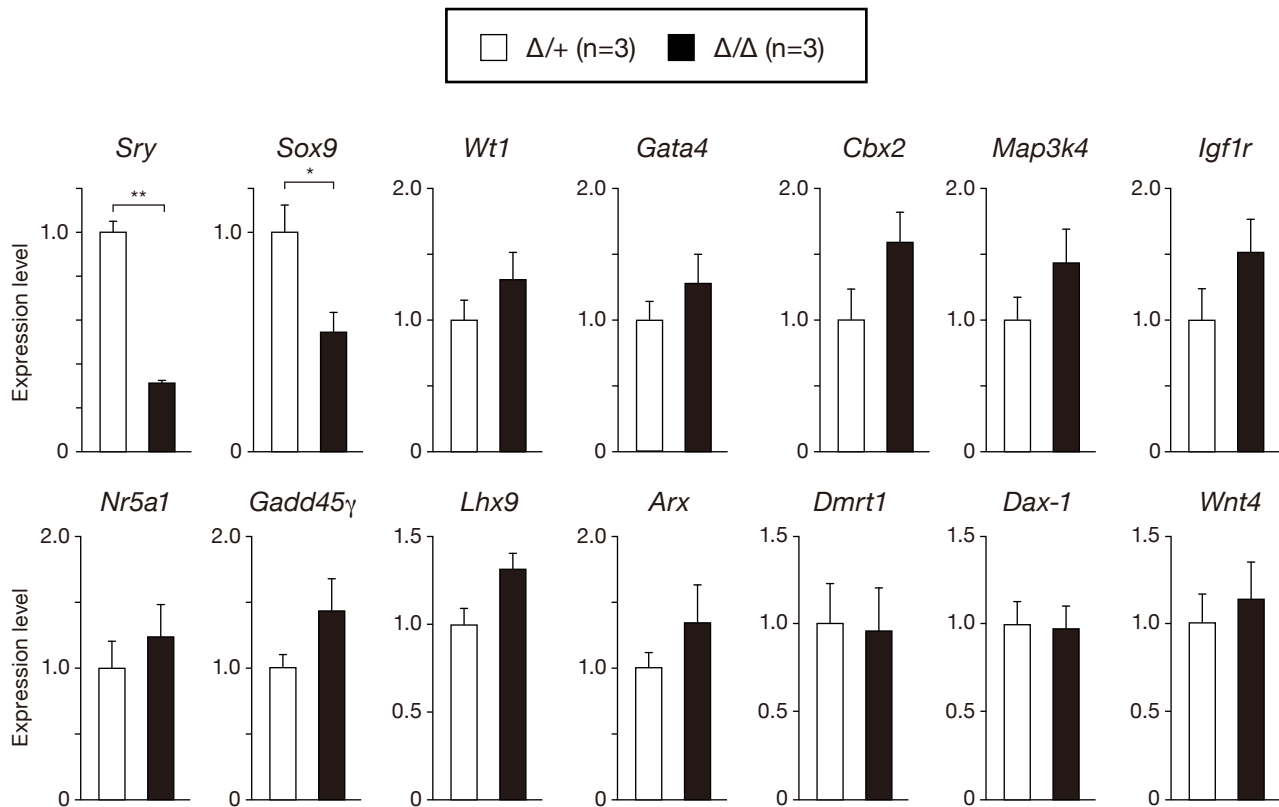 Δ/+ (n=3) Δ/Δ (n=3)
Sry Sox9 Wt1 Gata4 Cbx2 Map3k4 Igf1r
** *
2.0 2.0 2.0 2.0 2.0
1.0 1.0 1.0 1.0 1.0 1.0 1.0
Expression level
0 0 0 0 0 0 0
Nr5a1 Gadd45γ Lhx9 Arx Dmrt1 Dax-1 Wnt4
2.0 2.0 1.5 2.0 1.5 1.5 1.5
1.0 1.0 1.0 1.0 1.0 1.0 1.0
Expression level
0.5 0.5 0.5 0.5
0 0 0 0 0 0 0